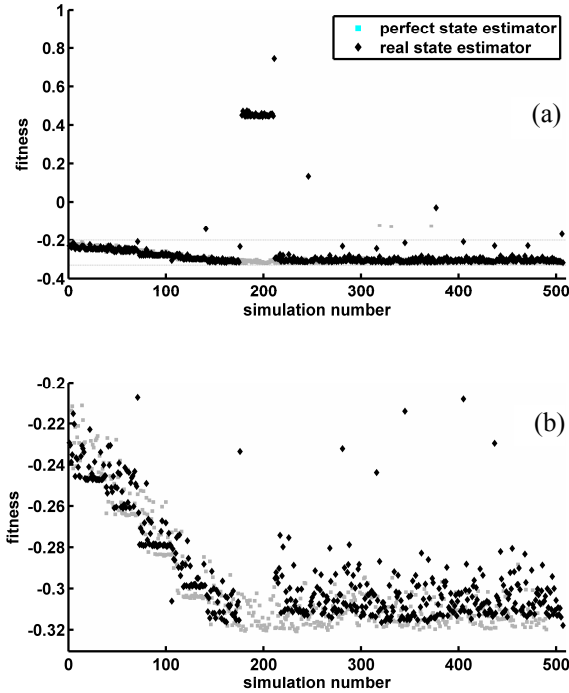 1
0.8
0.6
0.4
0.2
0
-0.2
-0.4
fitness
perfect state estimator
real state estimator
(a)
0 100 200 300 400 500
simulation number
-0.2
-0.22
-0.24
-0.26
-0.28
-0.3
-0.32
fitness
(b)
0 100 200 300 400 500
simulation number